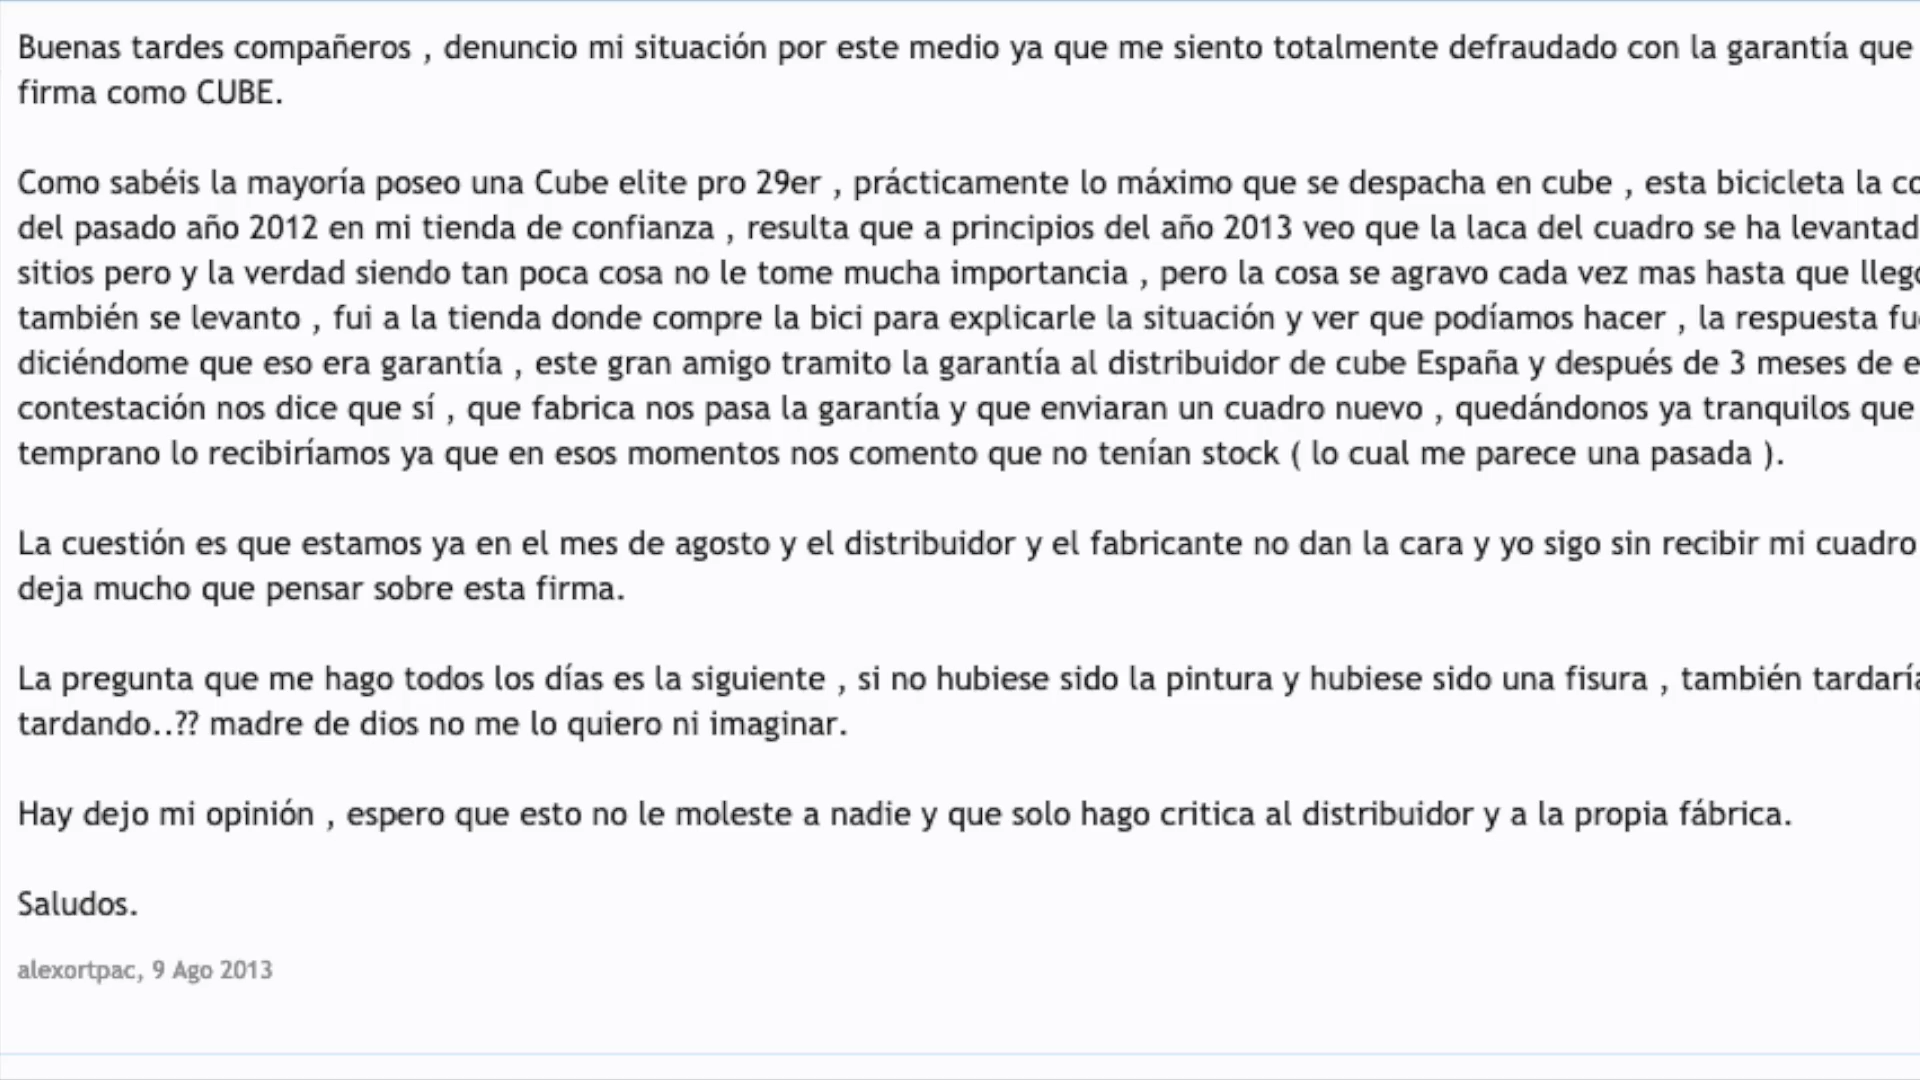 Buenas tardes compañeros , denuncio mi situación por este medio ya que me siento totalmente defraudado con la garantía que
firma como CUBE.
Como sabéis la mayoría poseo una Cube elite pro 29er , prácticamente lo máximo que se despacha en cube , esta bicicleta la
del pasado año 2012 en mi tienda de confianza , resulta que a principios del año 2013 veo que la laca del cuadro se ha
sitios pero y la verdad siendo tan poca cosa no le tome mucha importancia , pero la cosa se agravo cada vez mas hasta que
también se levanto , fui a la tienda donde compre la bici para explicarle la situación y ver que podíamos hacer , la respuesta
diciéndome que eso era garantía , este gran amigo tramito la garantía al distribuidor de cube España y después de 3 meses de
contestación nos dice que sí , que fabrica nos pasa la garantía y que enviaran un cuadro nuevo , quedándonos ya tranquilos que
temprano lo recibiríamos ya que en esos momentos nos comento que no tenían stock ( lo cual me parece una pasada ).
La cuestión es que estamos ya en el mes de agosto y el distribuidor y el fabricante no dan la cara y yo sigo sin recibir mi cuadro
deja mucho que pensar sobre esta firma.
La pregunta que me hago todos los días es la siguiente , si no hubiese sido la pintura y hubiese sido una fisura , también
tardando..?? madre de dios no me lo quiero ni imaginar.
Hay dejo mi opinión , espero que esto no le moleste a nadie y que solo hago critica al distribuidor y a la propia fábrica.
Saludos.
alexortpac, 9 Ago 2013